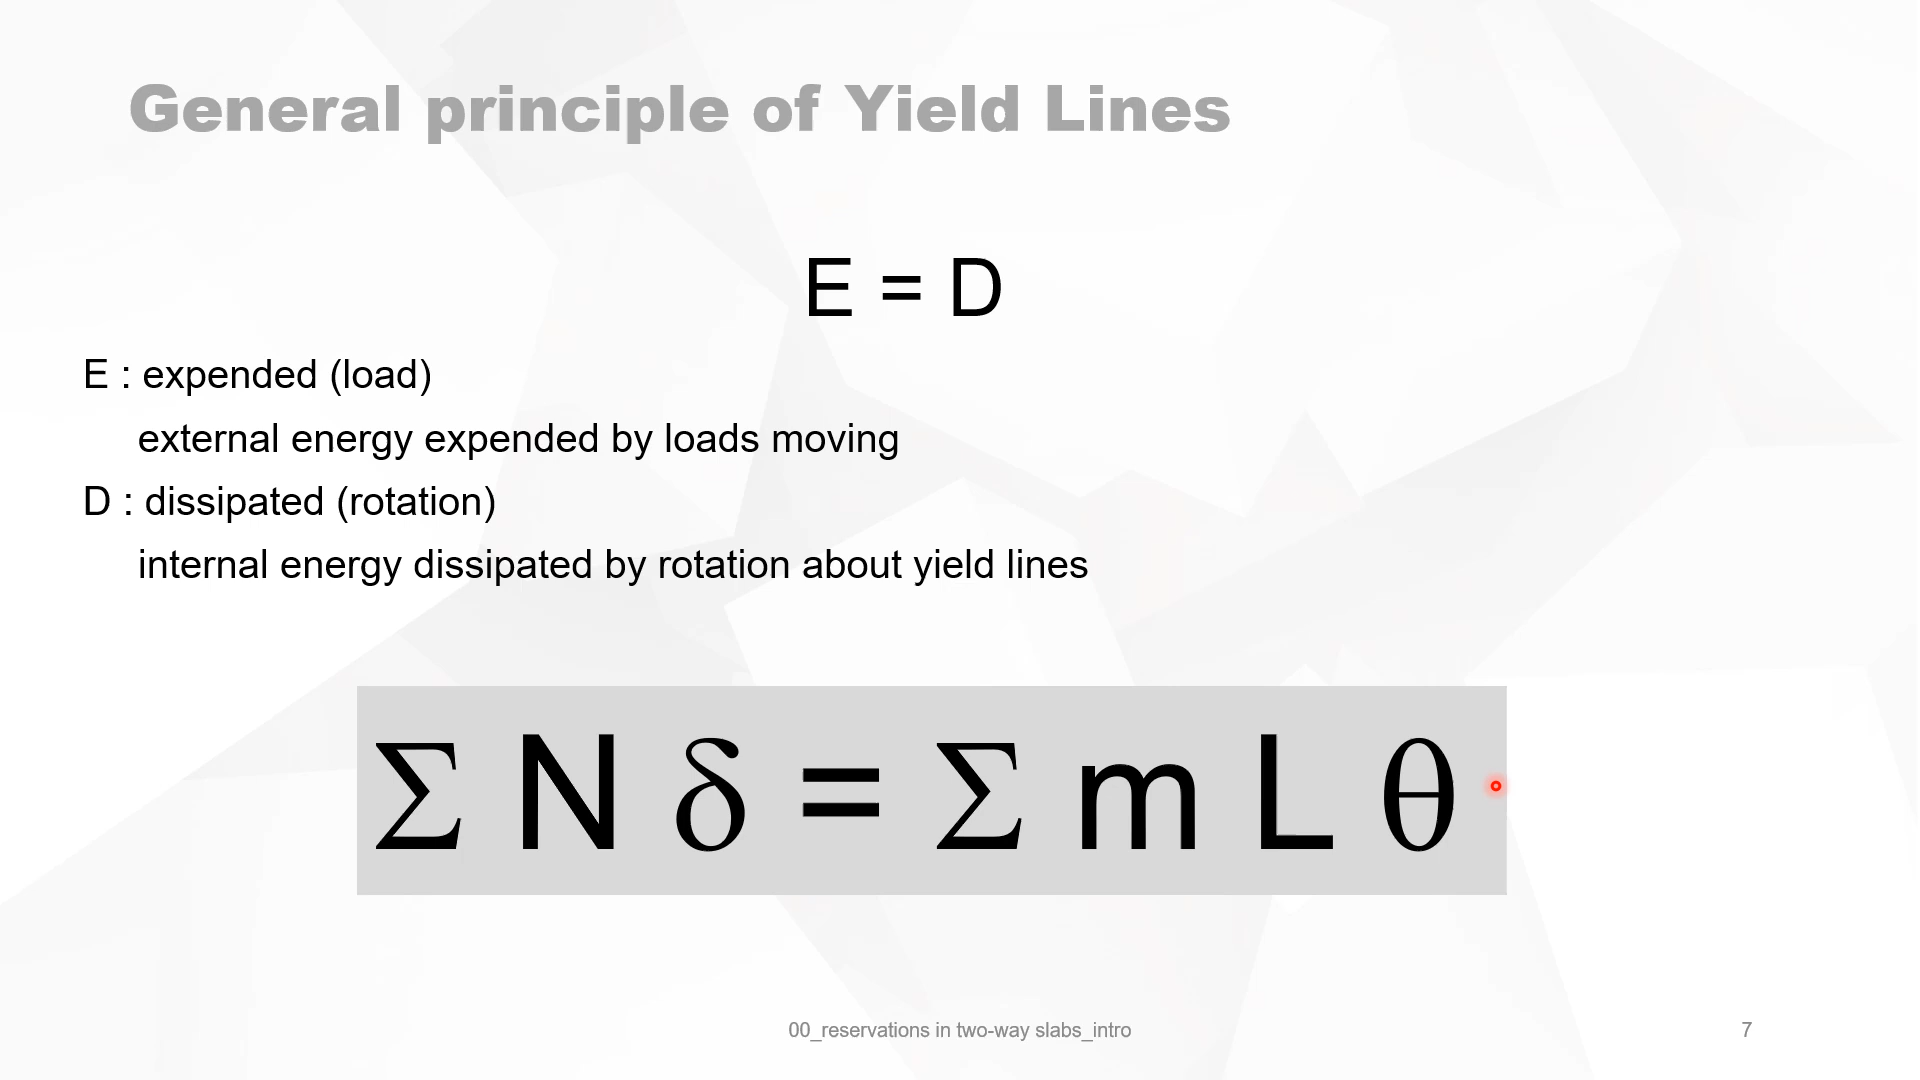 General principle of Yield Lines
E = D
E : expended (load)
external energy expended by loads moving
D : dissipated (rotation)
internal energy dissipated by rotation about yield lines
Σ N δ = Σ m L θ
00_reservations in two-way slabs_intro
7